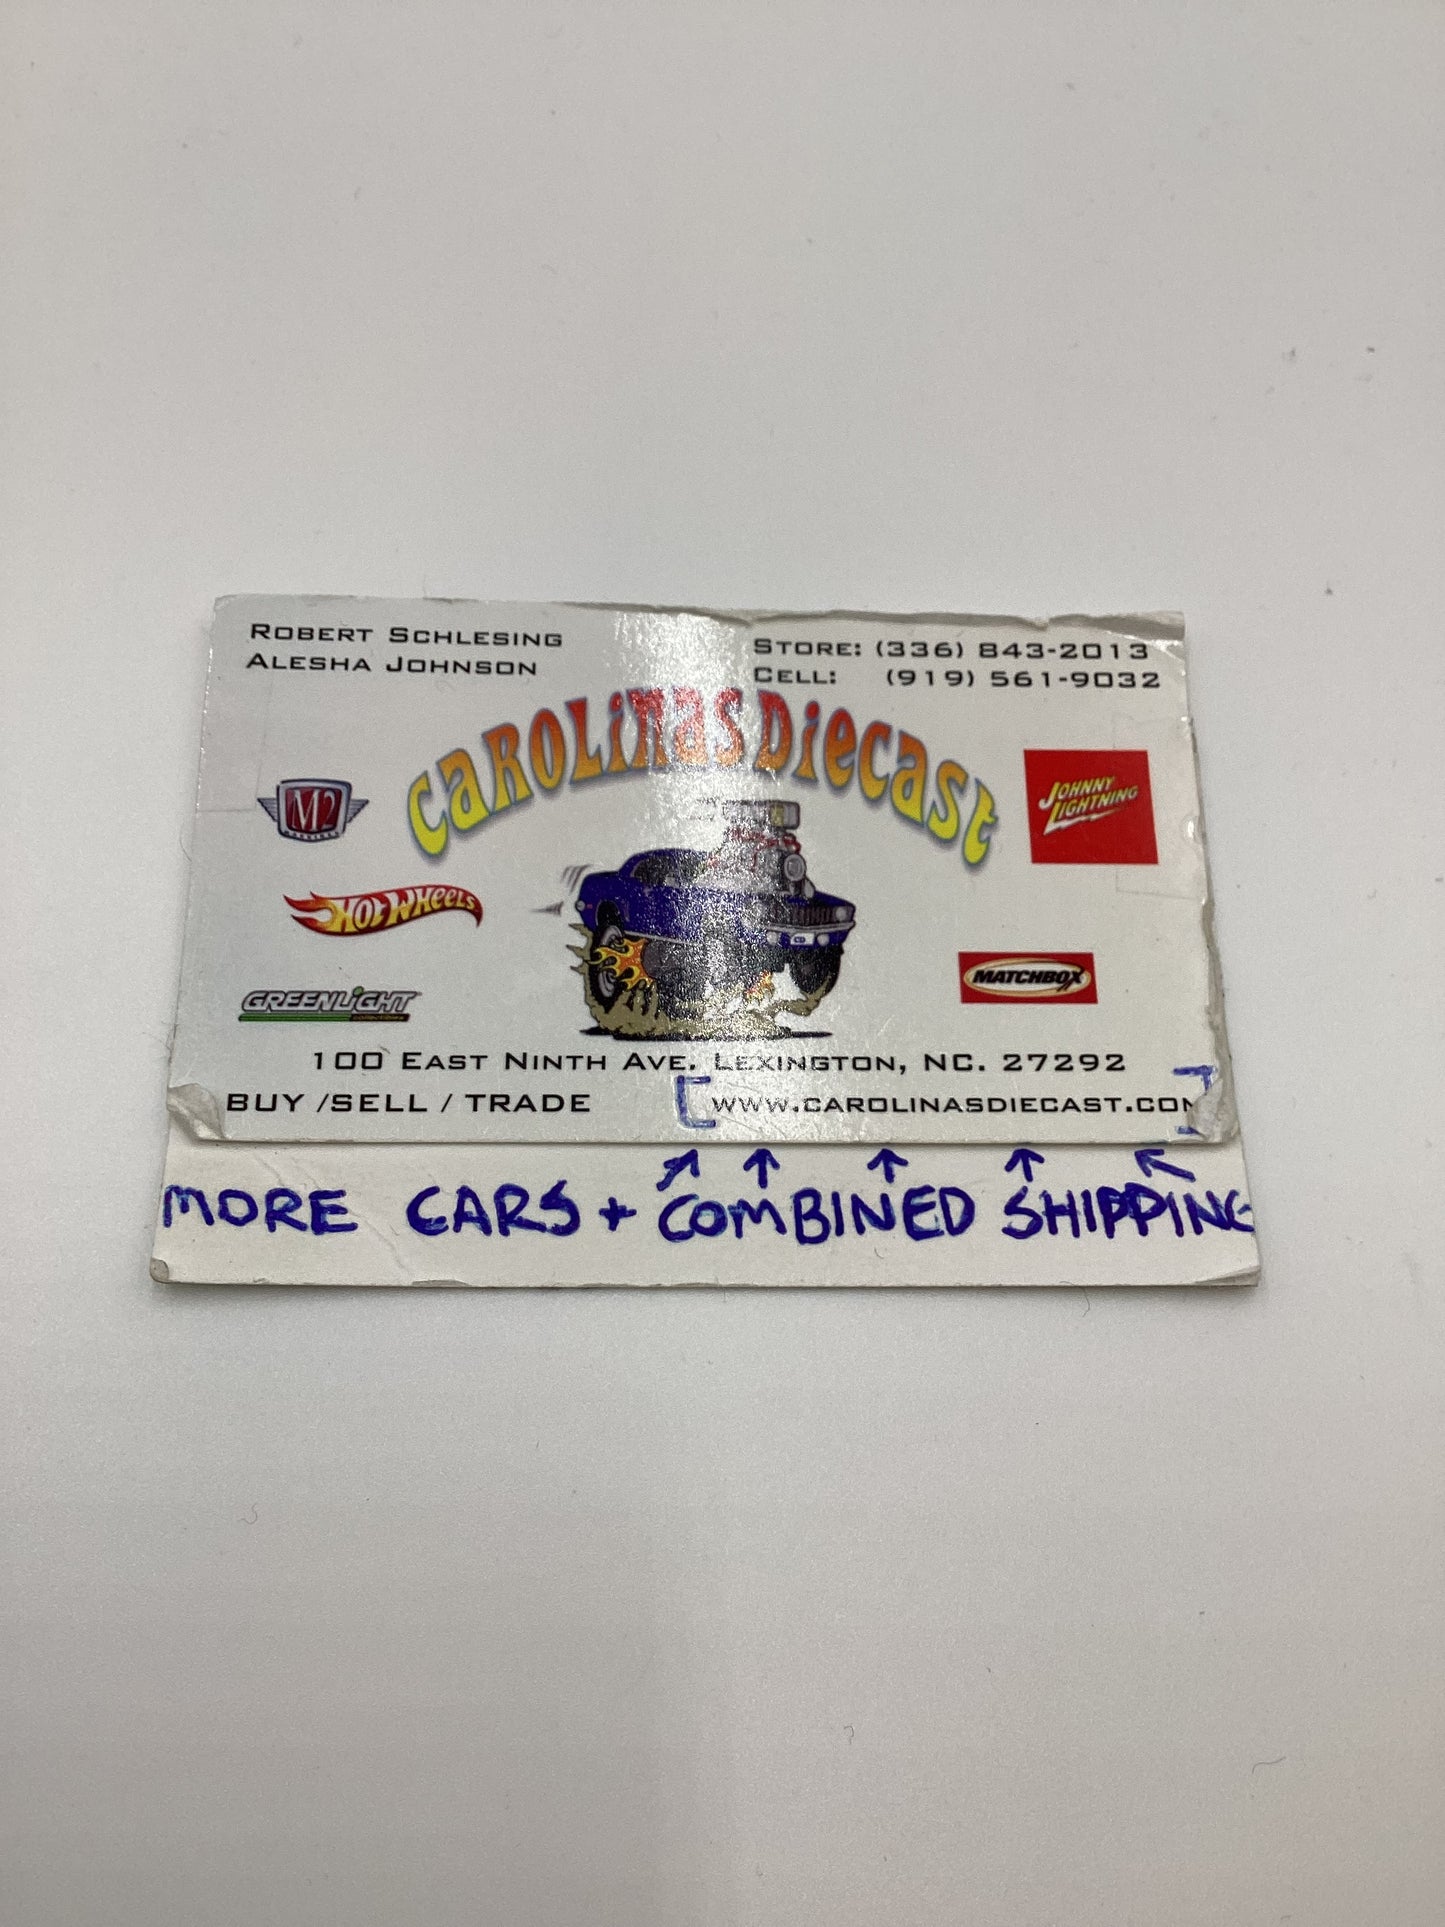 ROBERT SCHLESING
ALESHA JOHNSON
STORE: (336) 843-2013
CELL: (919) 561-9032
CAROLINAS DIECAST
M2
MACHINES
JOHNNY
LIGHTNING
HOT WHEELS
MATCHBOX
GREENLIGHT
collectibles
100 EAST NINTH AVE. LEXINGTON, NC. 27292
BUY /SELL / TRADE [WWW.CAROLINASDIECAST.COM]
↗ ↑ ↑ ↑ ↖
MORE CARS + COMBINED SHIPPING